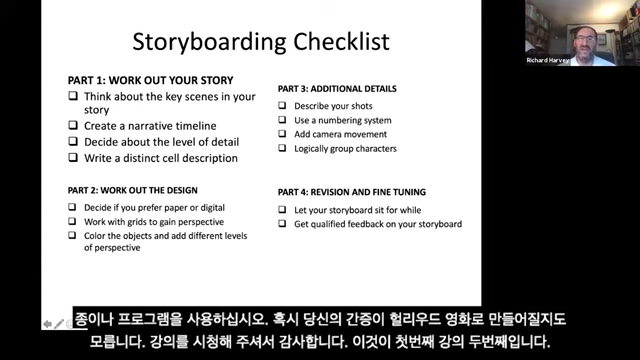 Storyboarding Checklist
PART 1: WORK OUT YOUR STORY
Think about the key scenes in your
story
Create a narrative timeline
Decide about the level of detail
Write a distinct cell description
PART 2: WORK OUT THE DESIGN
Decide if you prefer paper or digital
Work with grids to gain perspective
Color the objects and add different levels
of perspective
PART 3: ADDITIONAL DETAILS
Describe your shots
Use a numbering system
Add camera movement
Logically group characters
PART 4: REVISION AND FINE TUNING
Let your storyboard sit for while
Get qualified feedback on your storyboard
Richard Harvey
종이나 프로그램을 사용하십시오. 혹시 당신의 간증이 헐리우드 영화로 만들어질지도
모릅니다. 강의를 시청해 주셔서 감사합니다. 이것이 첫번째 강의 두번째입니다.